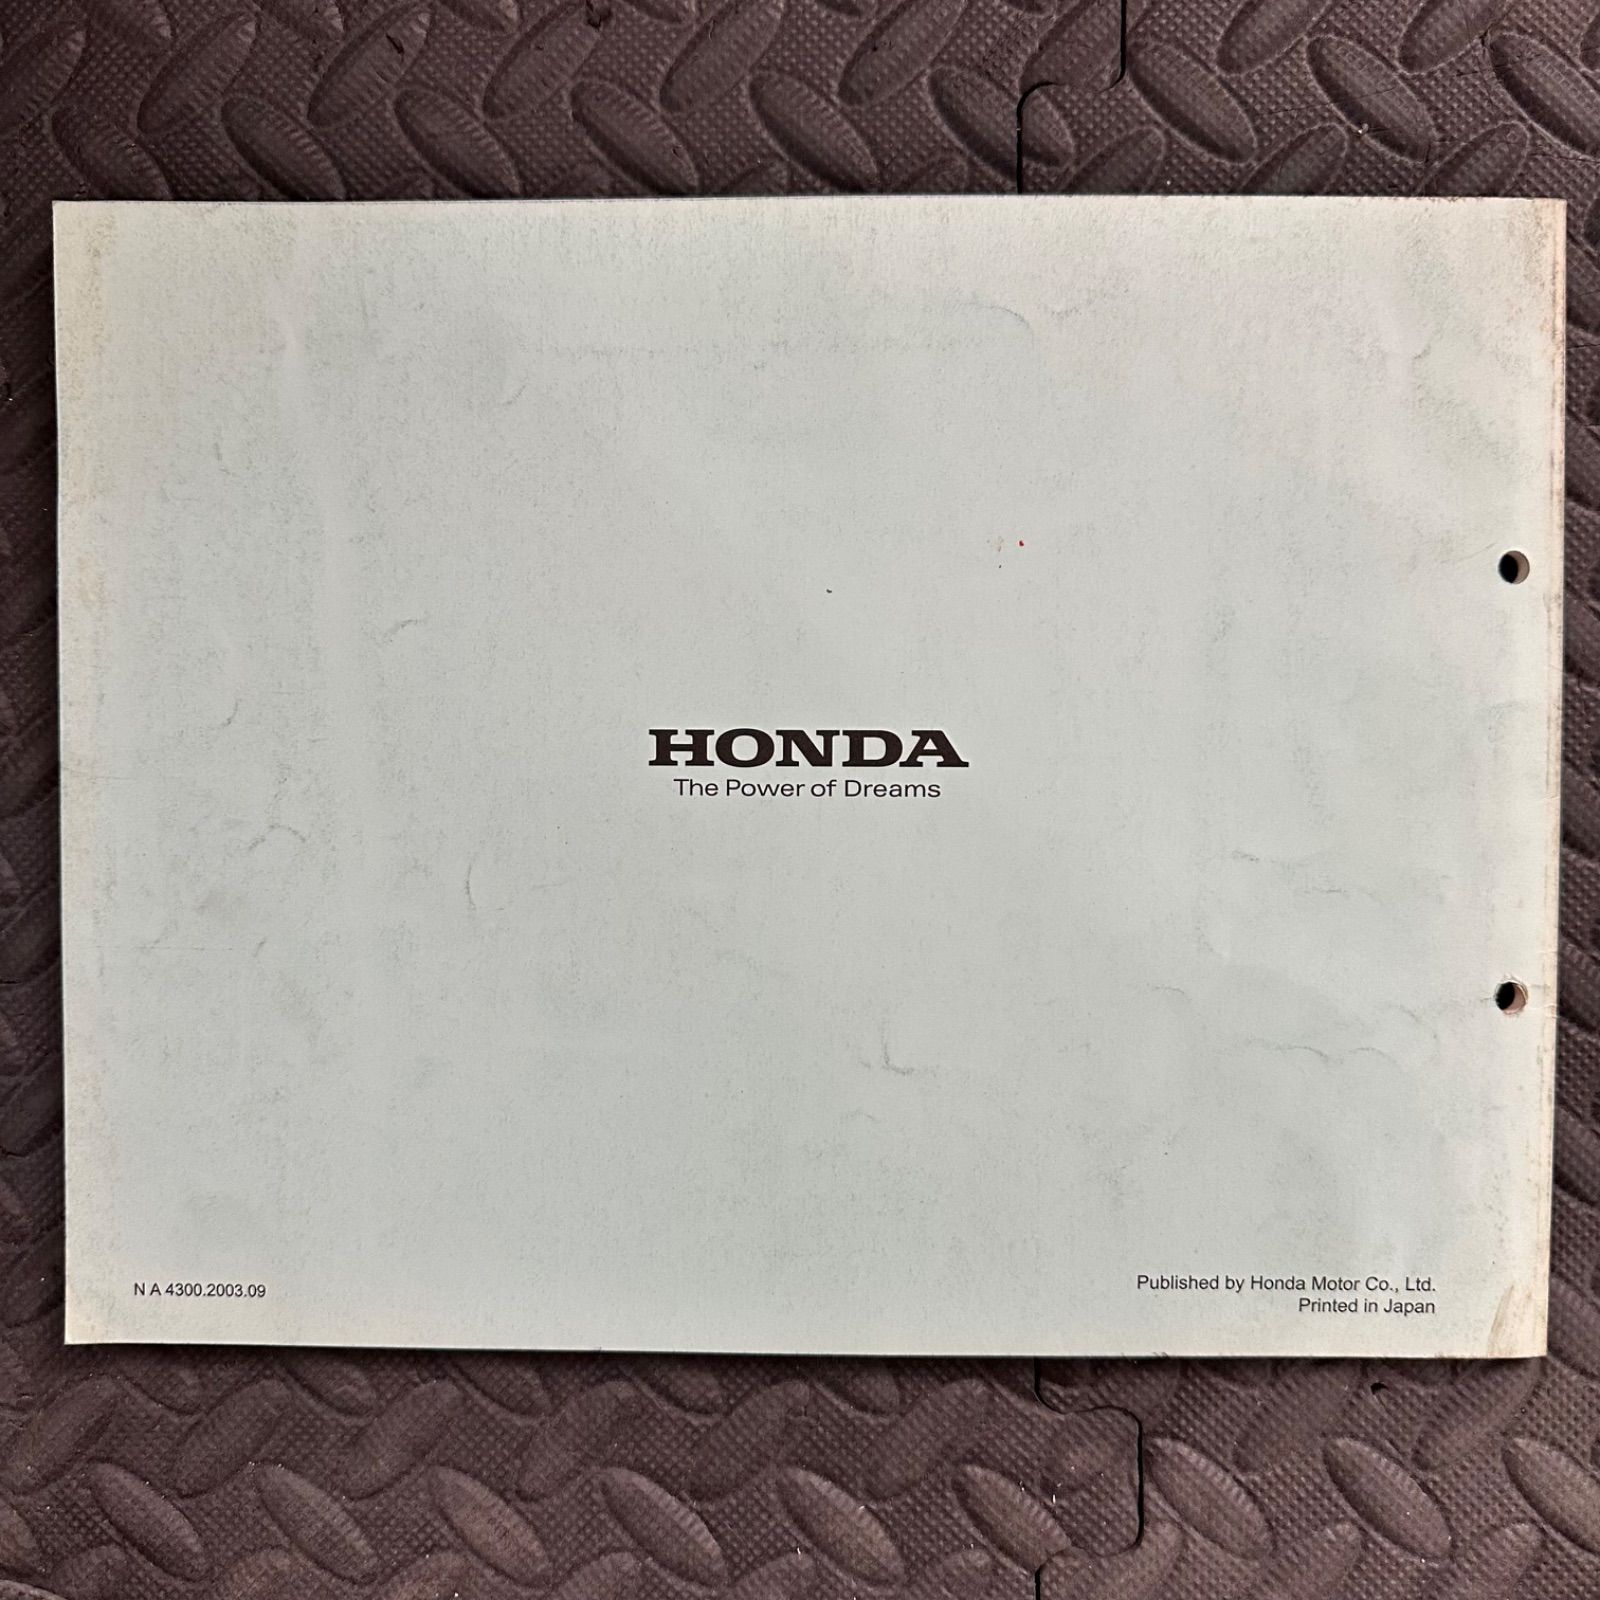 HONDA
The Power of Dreams
N A 4300.2003.09
Published by Honda Motor Co., Ltd.
Printed in Japan